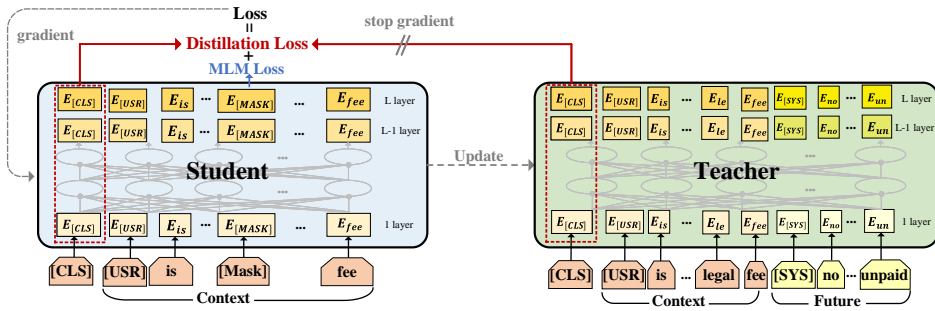 Loss
=
gradient
stop gradient
Distillation Loss
+
MLM Loss
E[CLS] E[USR] Eis ... E[MASK] ... Efee L layer
E[CLS] E[USR] Eis ... E[MASK] ... Efee L-1 layer
...
Student
...
E[CLS] E[USR] Eis ... E[MASK] ... Efee 1 layer
[CLS] [USR] is [Mask] fee
Context
Update
E[CLS] E[USR] Eis ... Ele Efee E[SYS] Eno ... Eun L layer
E[CLS] E[USR] Eis ... Ele Efee E[SYS] Eno ... Eun L-1 layer
...
Teacher
...
E[CLS] E[USR] Eis ... Ele Efee E[SYS] Eno ... Eun 1 layer
[CLS] [USR] is ... legal fee [SYS] no ... unpaid
Context Future